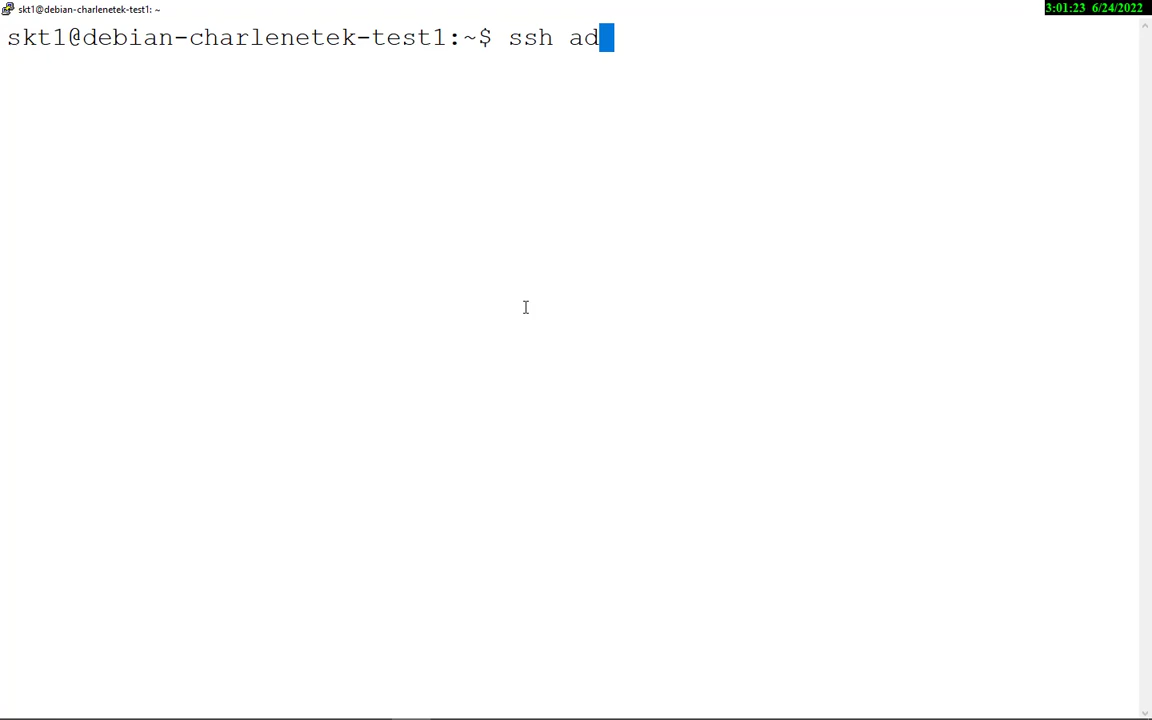 skt1@debian-charlenetek-test1: ~
3:01:23 6/24/2022
skt1@debian-charlenetek-test1:~$ ssh ad